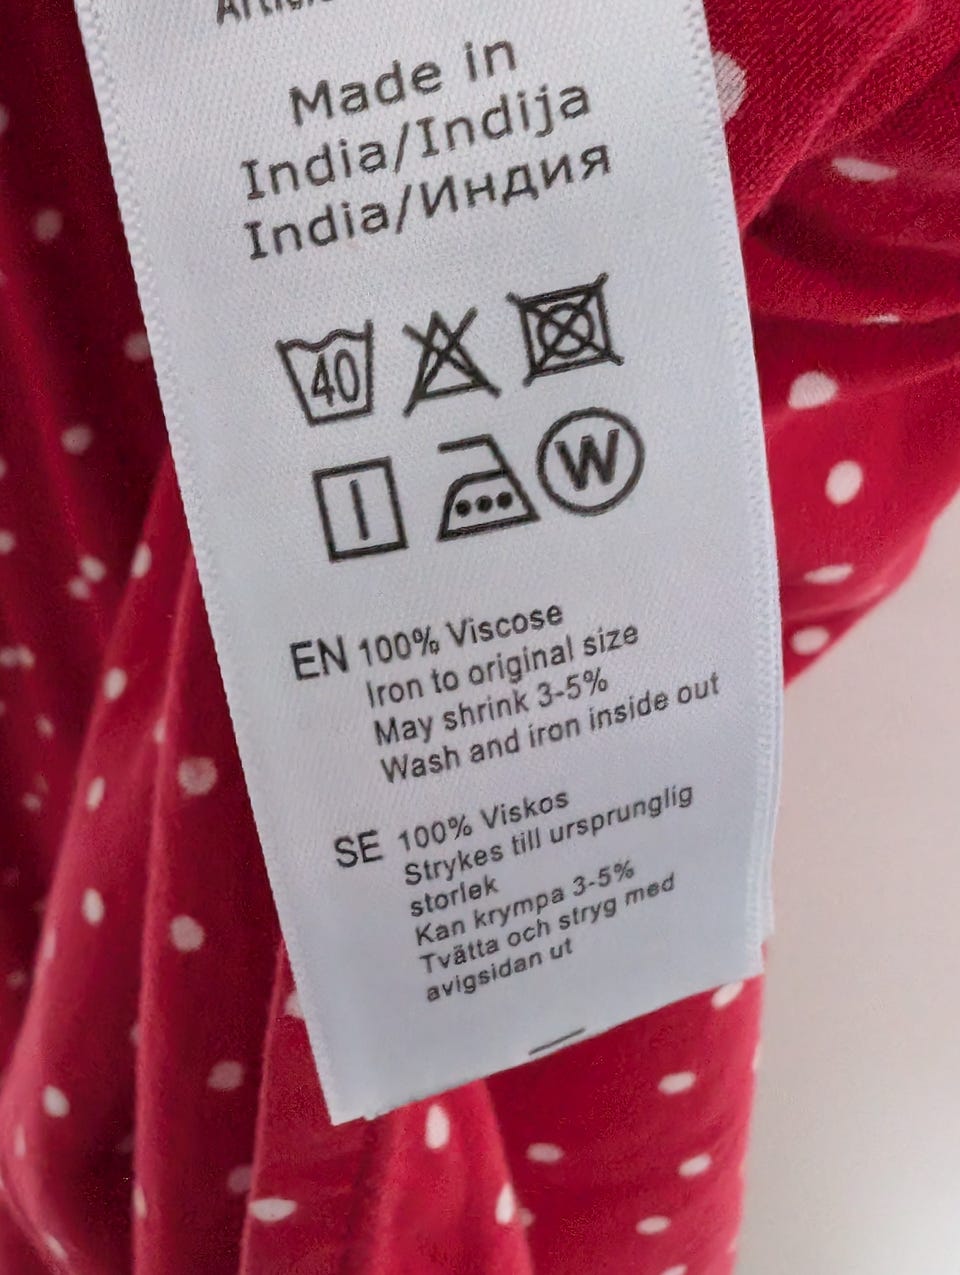 Made in
India/Indija
India/Индия
40
W
EN 100% Viscose
Iron to original size
May shrink 3-5%
Wash and iron inside out
SE 100% Viskos
Strykes till ursprunglig
storlek
Kan krympa 3-5%
Tvätta och stryg med
avigsidan ut